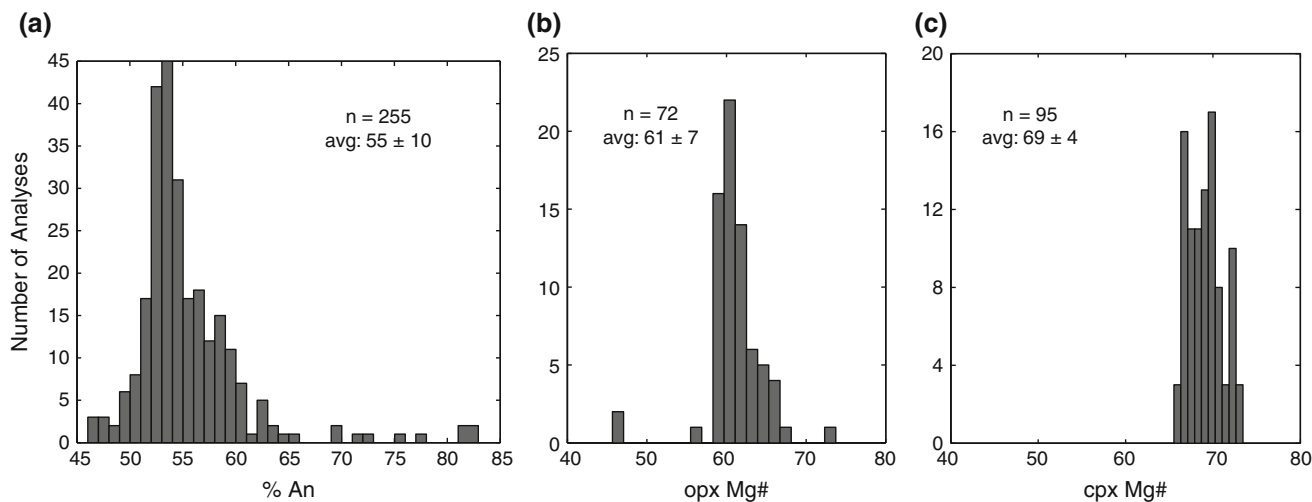 (a)
45
40
35
30
25
20
15
10
5
0
Number of Analyses
n = 255
avg: 55 ± 10
45 50 55 60 65 70 75 80 85
% An
(b)
25
20
15
10
5
0
n = 72
avg: 61 ± 7
40 50 60 70 80
opx Mg#
(c)
20
16
12
8
4
0
n = 95
avg: 69 ± 4
40 50 60 70 80
cpx Mg#